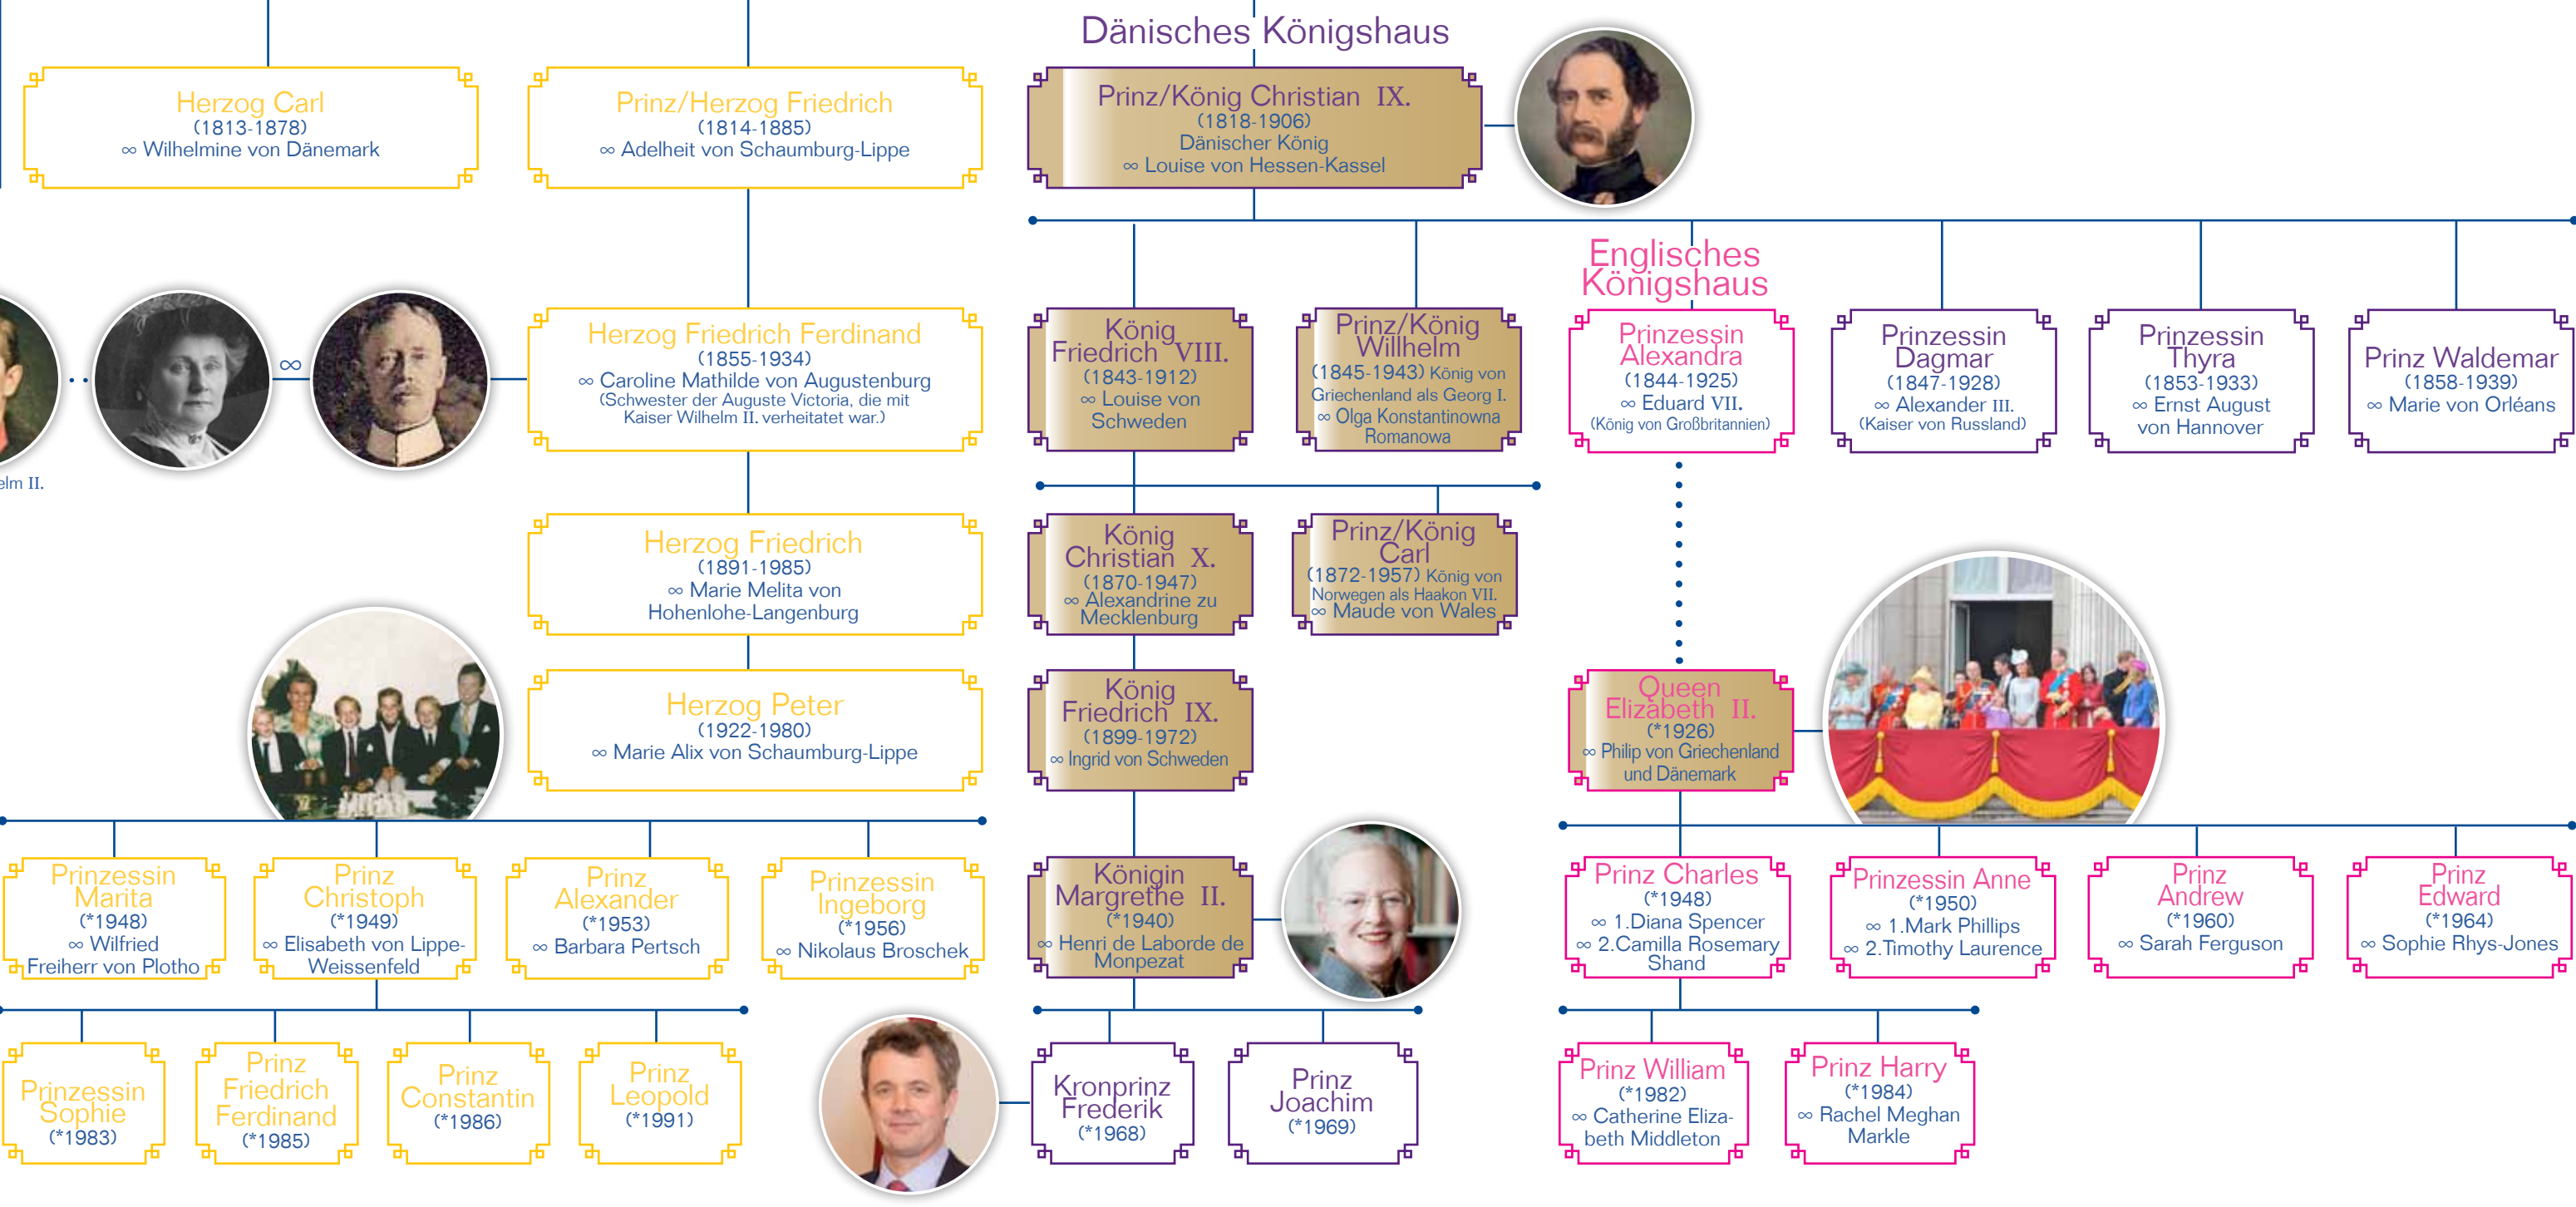 Dänisches Königshaus
Herzog Carl
(1813-1878)
∞ Wilhelmine von Dänemark
Prinz/Herzog Friedrich
(1814-1885)
∞ Adelheit von Schaumburg-Lippe
Prinz/König Christian IX.
(1818-1906)
Dänischer König
∞ Louise von Hessen-Kassel
elm II.
∞
Herzog Friedrich Ferdinand
(1855-1934)
∞ Caroline Mathilde von Augustenburg
(Schwester der Auguste Victoria, die mit
Kaiser Wilhelm II. verheitatet war.)
König
Friedrich VIII.
(1843-1912)
∞ Louise von
Schweden
Prinz/König
Willhelm
(1845-1943) König von
Griechenland als Georg I.
∞ Olga Konstantinowna
Romanowa
Englisches
Königshaus
Prinzessin
Alexandra
(1844-1925)
∞ Eduard VII.
(König von Großbritannien)
Prinzessin
Dagmar
(1847-1928)
∞ Alexander III.
(Kaiser von Russland)
Prinzessin
Thyra
(1853-1933)
∞ Ernst August
von Hannover
Prinz Waldemar
(1858-1939)
∞ Marie von Orléans
Herzog Friedrich
(1891-1985)
∞ Marie Melita von
Hohenlohe-Langenburg
König
Christian X.
(1870-1947)
∞ Alexandrine zu
Mecklenburg
Prinz/König
Carl
(1872-1957) König von
Norwegen als Haakon VII.
∞ Maude von Wales
Herzog Peter
(1922-1980)
∞ Marie Alix von Schaumburg-Lippe
König
Friedrich IX.
(1899-1972)
∞ Ingrid von Schweden
Queen
Elizabeth II.
(*1926)
∞ Philip von Griechenland
und Dänemark
Prinzessin
Marita
(*1948)
∞ Wilfried
Freiherr von Plotho
Prinz
Christoph
(*1949)
∞ Elisabeth von Lippe-
Weissenfeld
Prinz
Alexander
(*1953)
∞ Barbara Pertsch
Prinzessin
Ingeborg
(*1956)
∞ Nikolaus Broschek
Königin
Margrethe II.
(*1940)
∞ Henri de Laborde de
Monpezat
Prinz Charles
(*1948)
∞ 1.Diana Spencer
∞ 2.Camilla Rosemary
Shand
Prinzessin Anne
(*1950)
∞ 1.Mark Phillips
∞ 2.Timothy Laurence
Prinz
Andrew
(*1960)
∞ Sarah Ferguson
Prinz
Edward
(*1964)
∞ Sophie Rhys-Jones
Prinzessin
Sophie
(*1983)
Prinz
Friedrich
Ferdinand
(*1985)
Prinz
Constantin
(*1986)
Prinz
Leopold
(*1991)
Kronprinz
Frederik
(*1968)
Prinz
Joachim
(*1969)
Prinz William
(*1982)
∞ Catherine Eliza-
beth Middleton
Prinz Harry
(*1984)
∞ Rachel Meghan
Markle